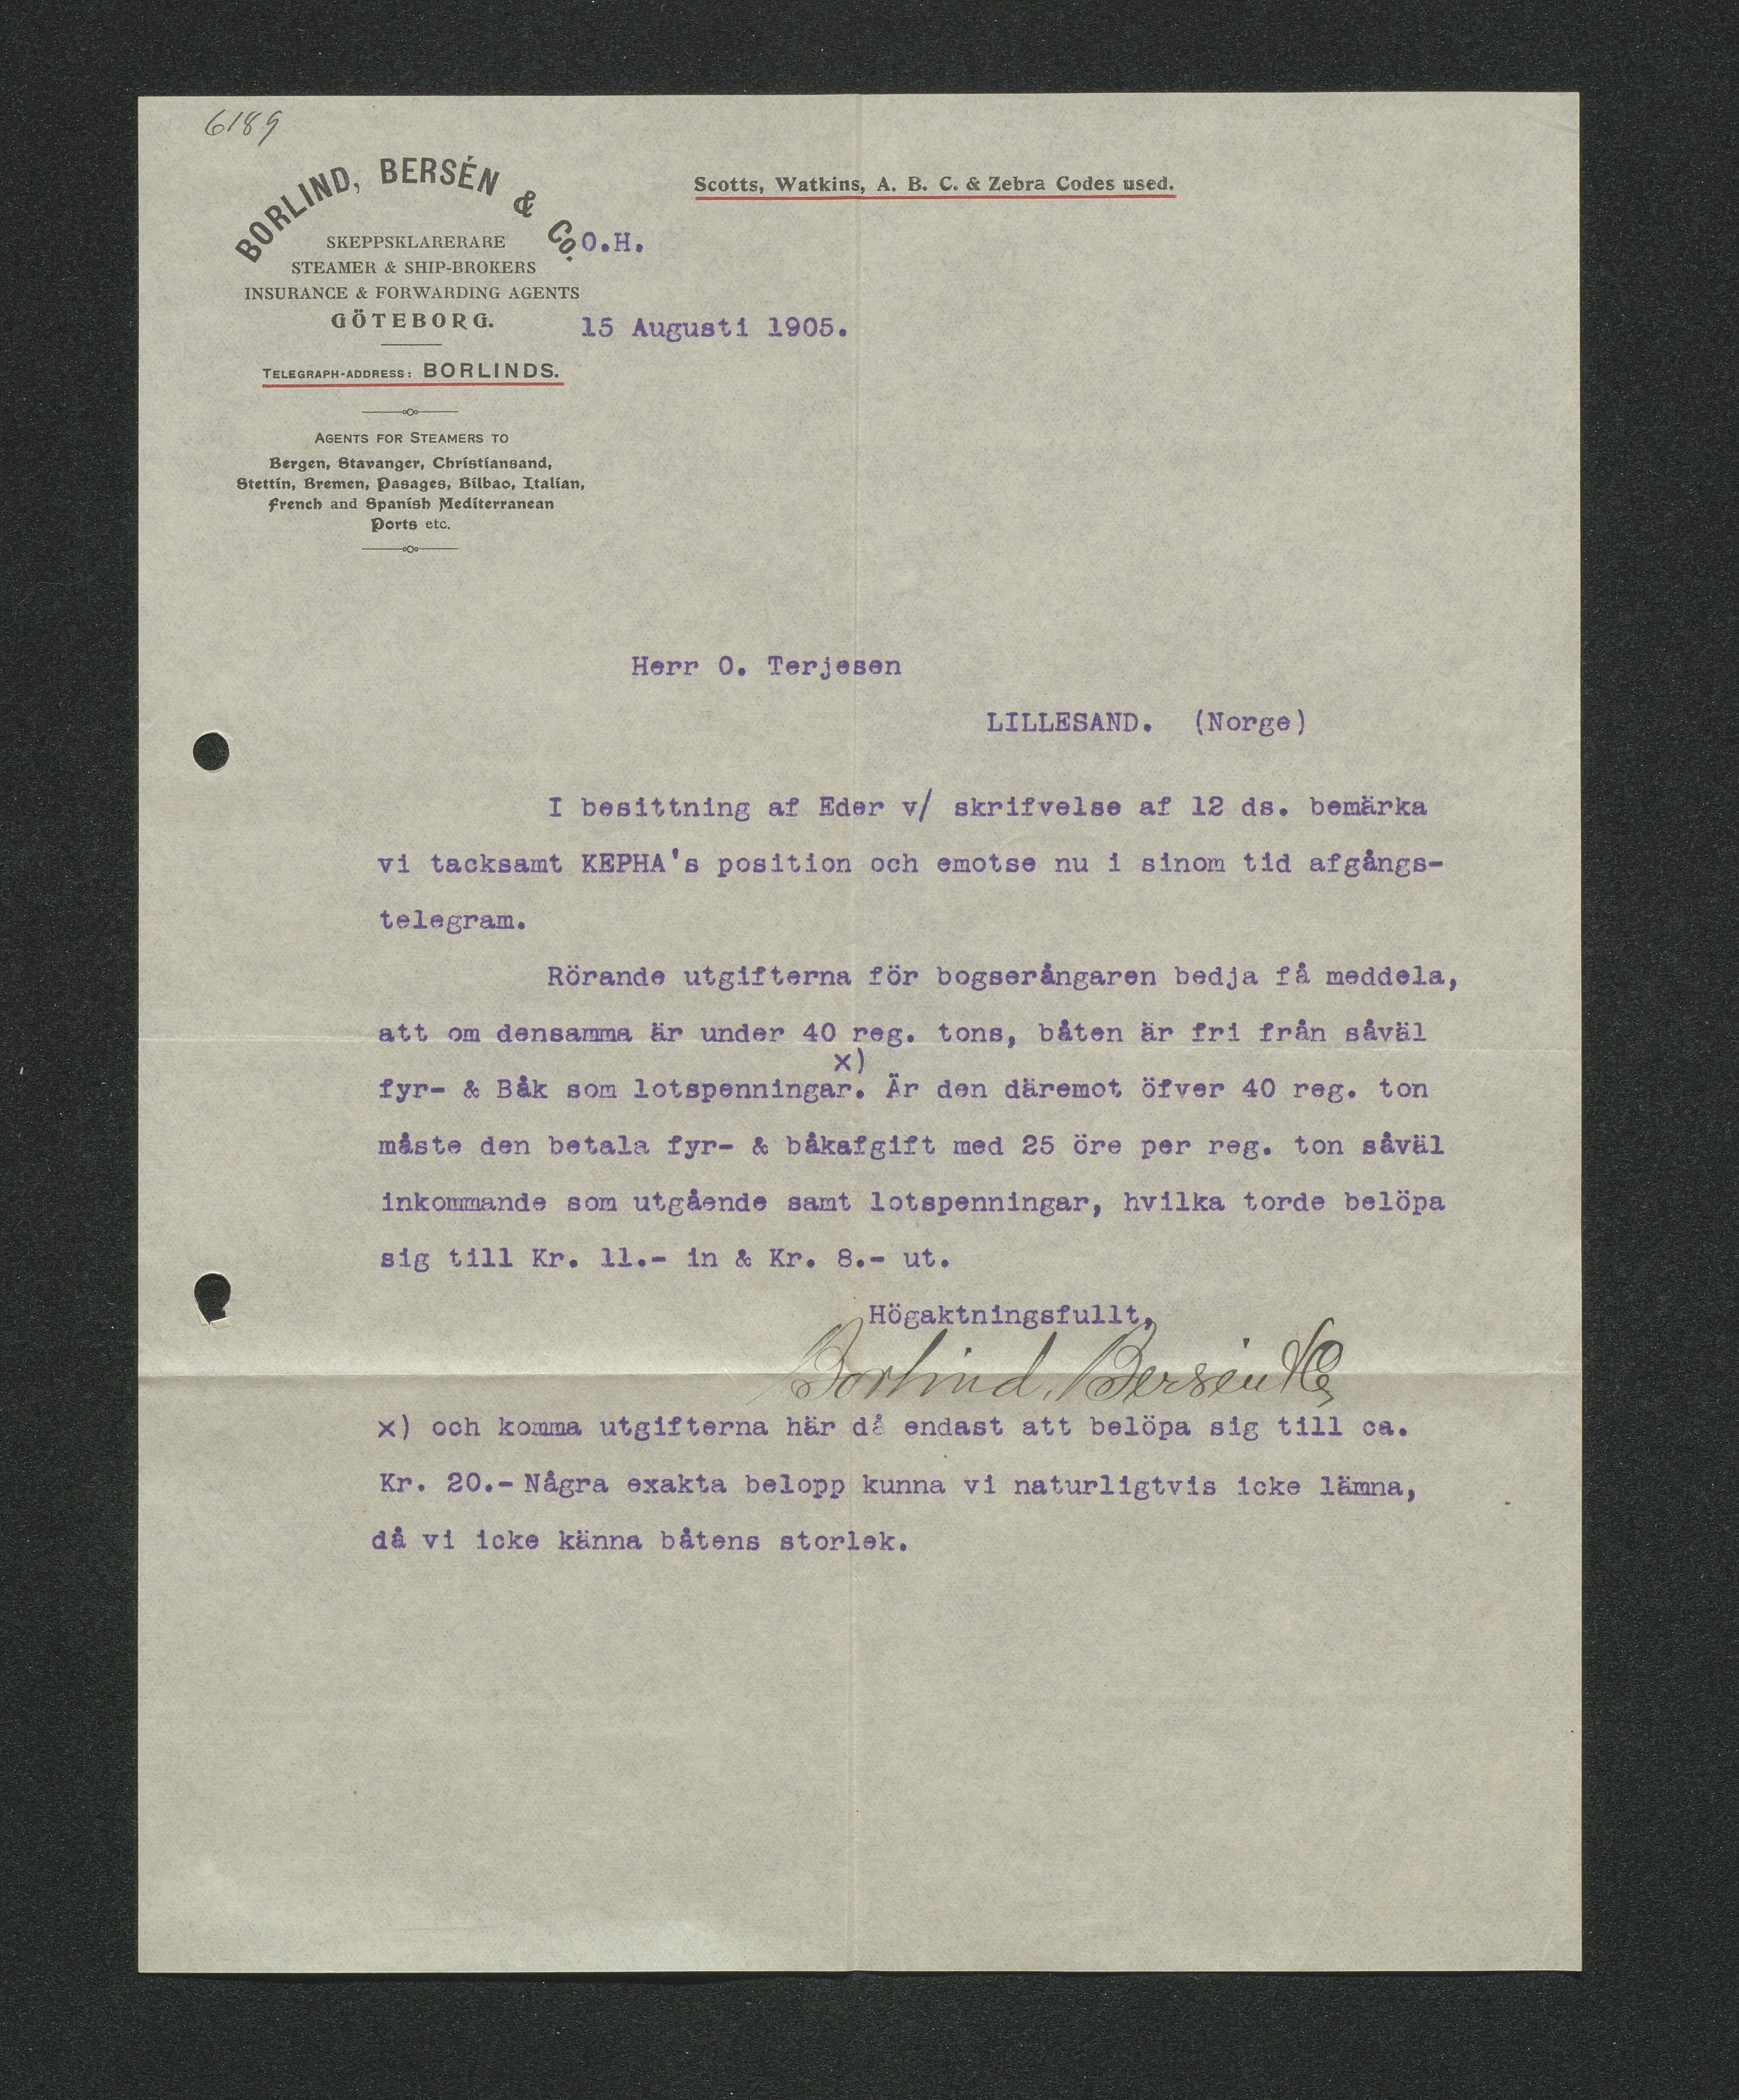 6189
BORLIND, BERSÉN & Co.
SKEPPSKLARERARE
STEAMER & SHIP-BROKERS
INSURANCE & FORWARDING AGENTS
GÖTEBORG.
TELEGRAPH-ADDRESS: BORLINDS.
AGENTS FOR STEAMERS TO
Bergen, Stavanger, Christiansand,
Stettin, Bremen, Pasages, Bilbao, Italian,
French and Spanish Mediterranean
Ports etc.
Scotts, Watkins, A. B. C. & Zebra Codes used.
O.H.
15 Augusti 1905.
Herr O. Terjesen
LILLESAND. (Norge)
I besittning af Eder v/ skrifvelse af 12 ds. bemärka
vi tacksamt KEPHA's position och emotse nu i sinom tid afgångs-
telegram.
Rörande utgifterna för bogserångaren bedja få meddela,
att om densamma är under 40 reg. tons, båten är fri från såväl
x)
fyr- & Båk som lotspenningar. Är den däremot öfver 40 reg. ton
måste den betala fyr- & båkafgift med 25 öre per reg. ton såväl
inkommande som utgående samt lotspenningar, hvilka torde belöpa
sig till Kr. 11.- in & Kr. 8.- ut.
Högaktningsfullt,
Borlind, Bersén & Co
x) och komma utgifterna här då endast att belöpa sig till ca.
Kr. 20.- Några exakta belopp kunna vi naturligtvis icke lämna,
då vi icke känna båtens storlek.